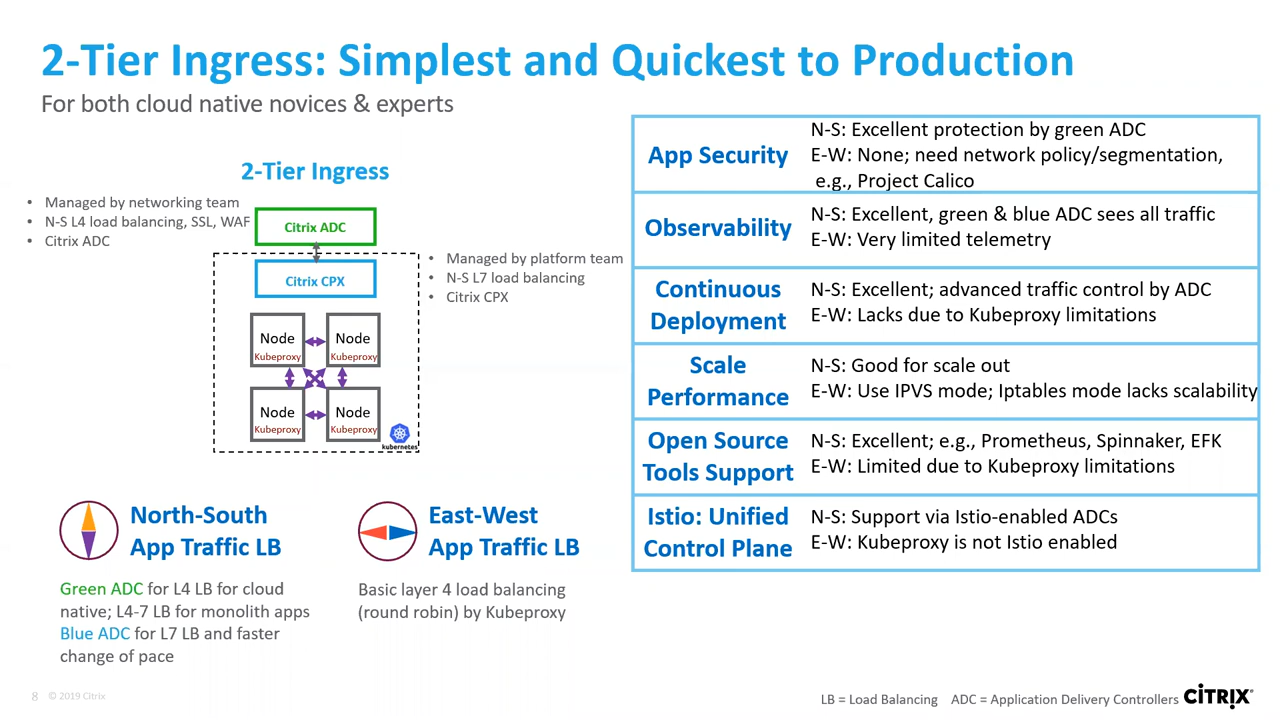 2-Tier Ingress: Simplest and Quickest to Production
For both cloud native novices & experts
2-Tier Ingress
• Managed by networking team
• N-S L4 load balancing, SSL, WAF
• Citrix ADC
Citrix ADC
Citrix CPX
• Managed by platform team
• N-S L7 load balancing
• Citrix CPX
Node
Kubeproxy
Node
Kubeproxy
Node
Kubeproxy
Node
Kubeproxy
kubernetes
North-South
App Traffic LB
Green ADC for L4 LB for cloud
native; L4-7 LB for monolith apps
Blue ADC for L7 LB and faster
change of pace
East-West
App Traffic LB
Basic layer 4 load balancing
(round robin) by Kubeproxy
App Security
N-S: Excellent protection by green ADC
E-W: None; need network policy/segmentation,
e.g., Project Calico
Observability
N-S: Excellent, green & blue ADC sees all traffic
E-W: Very limited telemetry
Continuous
Deployment
N-S: Excellent; advanced traffic control by ADC
E-W: Lacks due to Kubeproxy limitations
Scale
Performance
N-S: Good for scale out
E-W: Use IPVS mode; Iptables mode lacks scalability
Open Source
Tools Support
N-S: Excellent; e.g., Prometheus, Spinnaker, EFK
E-W: Limited due to Kubeproxy limitations
Istio: Unified
Control Plane
N-S: Support via Istio-enabled ADCs
E-W: Kubeproxy is not Istio enabled
8 © 2019 Citrix
LB = Load Balancing ADC = Application Delivery Controllers
CITRIX